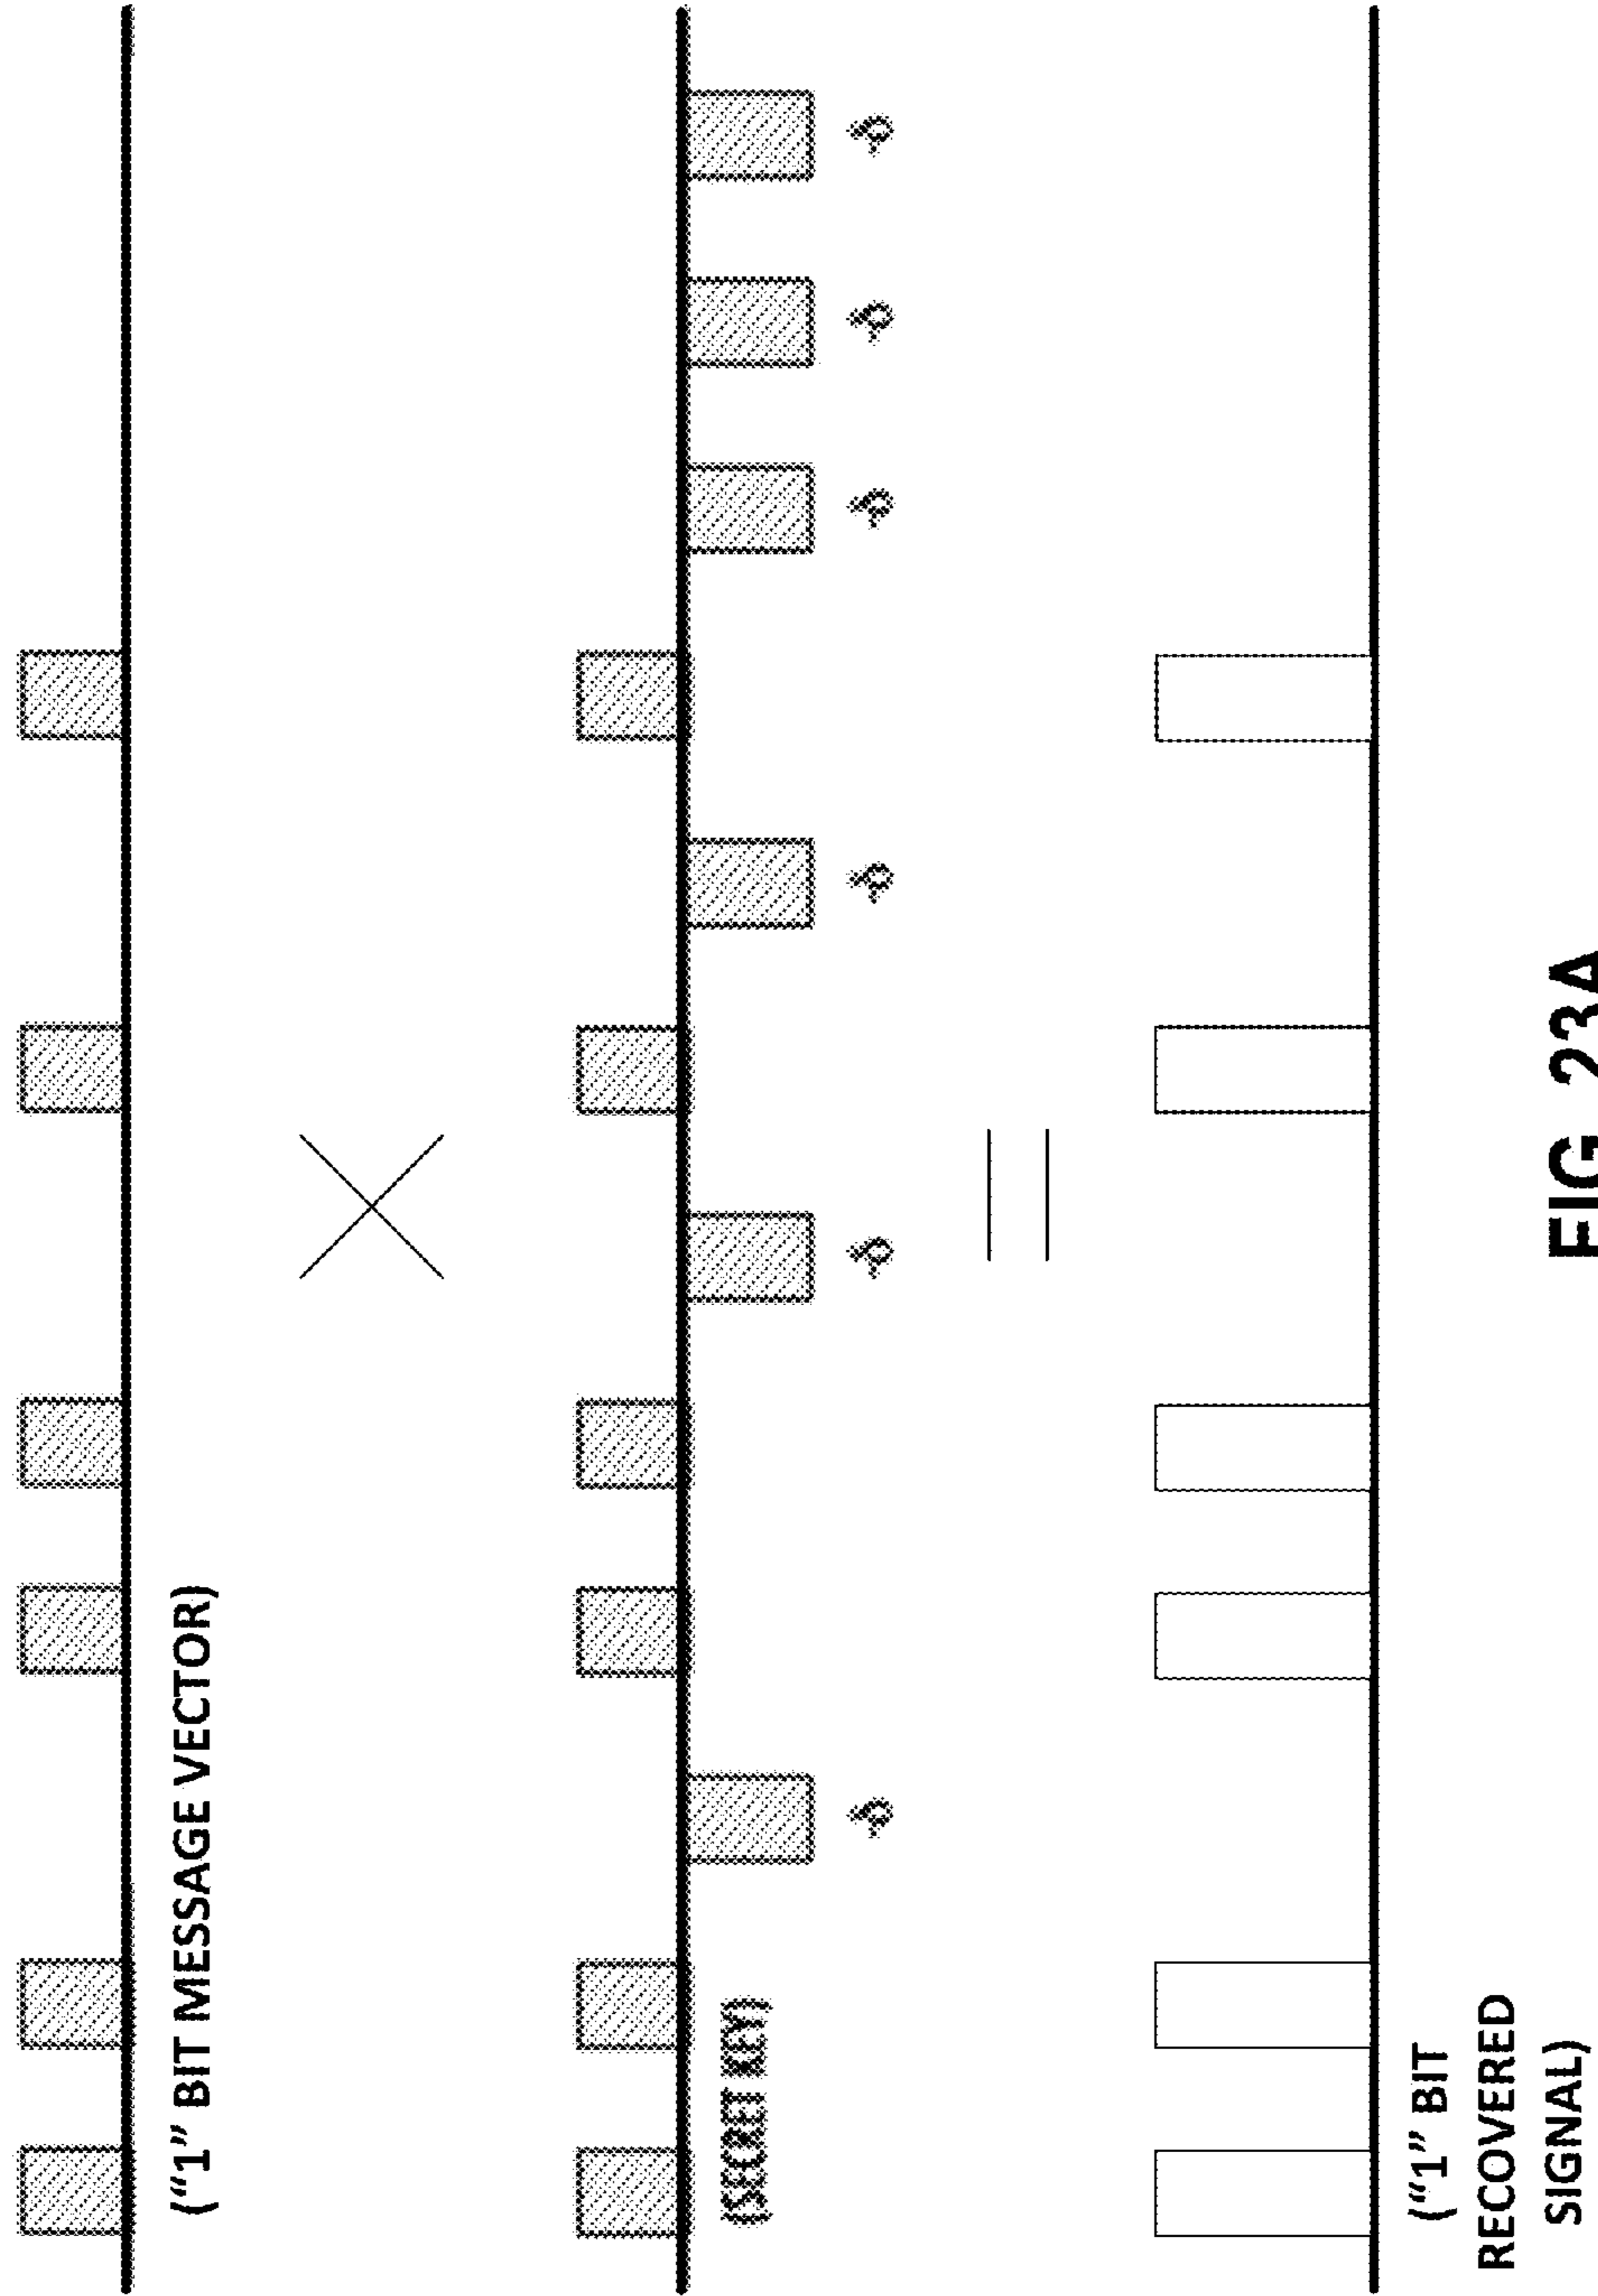 (“1” BIT MESSAGE VECTOR)
(SECRET KEY)
(“1” BIT
RECOVERED
SIGNAL)
FIG 23A